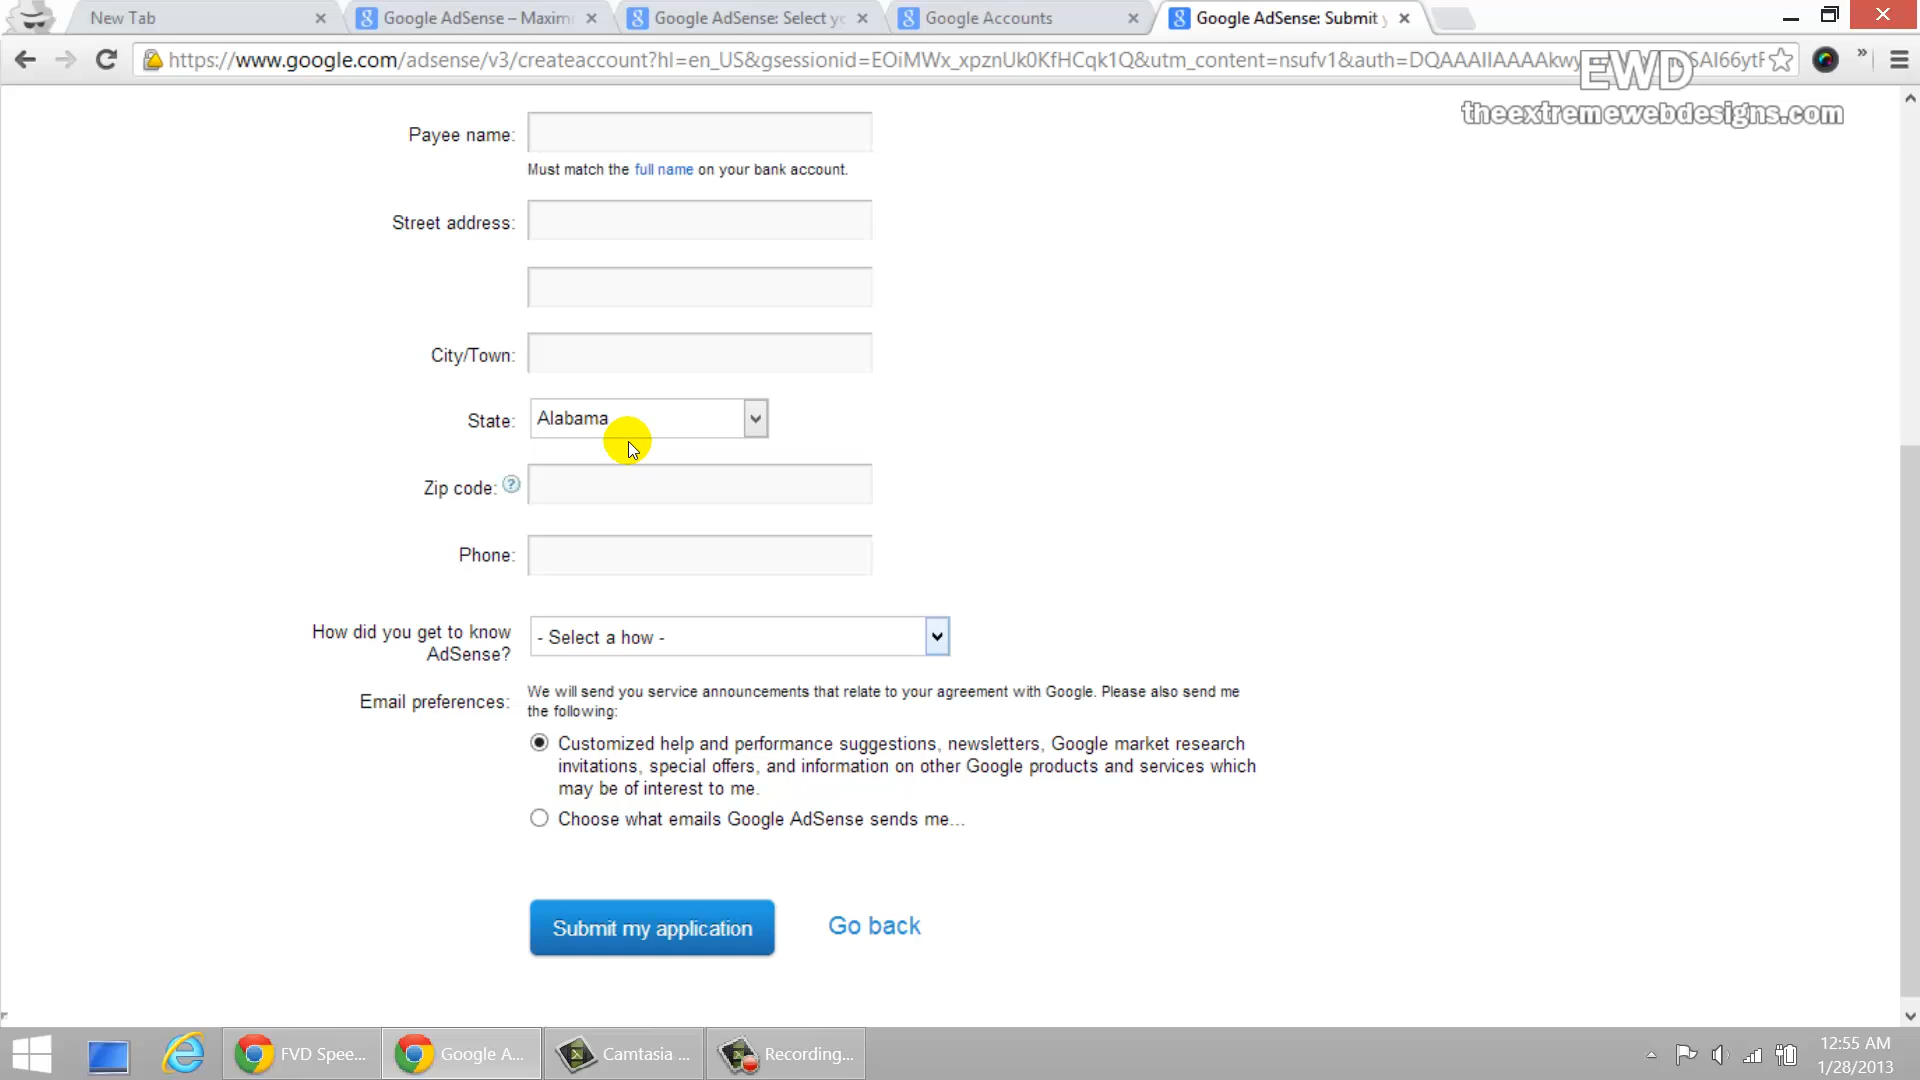 New Tab
Google AdSense – Maxim
Google AdSense: Select yo
Google Accounts
Google AdSense: Submit y
https://www.google.com/adsense/v3/createaccount?hl=en_US&gsessionid=EOiMWx_xpznUk0KfHCqk1Q&utm_content=nsufv1&auth=DQAAAIIAAAAkwy
EWD
theextremewebdesigns.com
Payee name:
Must match the full name on your bank account.
Street address:
City/Town:
State: Alabama
Zip code: ?
Phone:
How did you get to know
AdSense?
- Select a how -
Email preferences:
We will send you service announcements that relate to your agreement with Google. Please also send me
the following:
Customized help and performance suggestions, newsletters, Google market research
invitations, special offers, and information on other Google products and services which
may be of interest to me.
Choose what emails Google AdSense sends me...
Submit my application
Go back
FVD Spee...
Google A...
Camtasia ...
Recording...
12:55 AM
1/28/2013